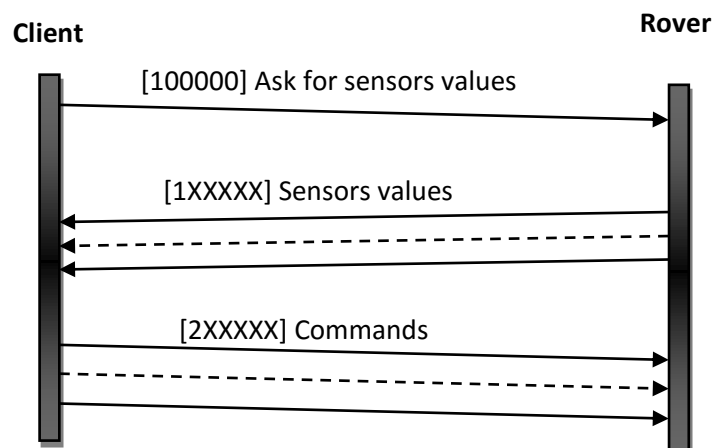 Client
Rover
[100000] Ask for sensors values
[1XXXXX] Sensors values
[2XXXXX] Commands